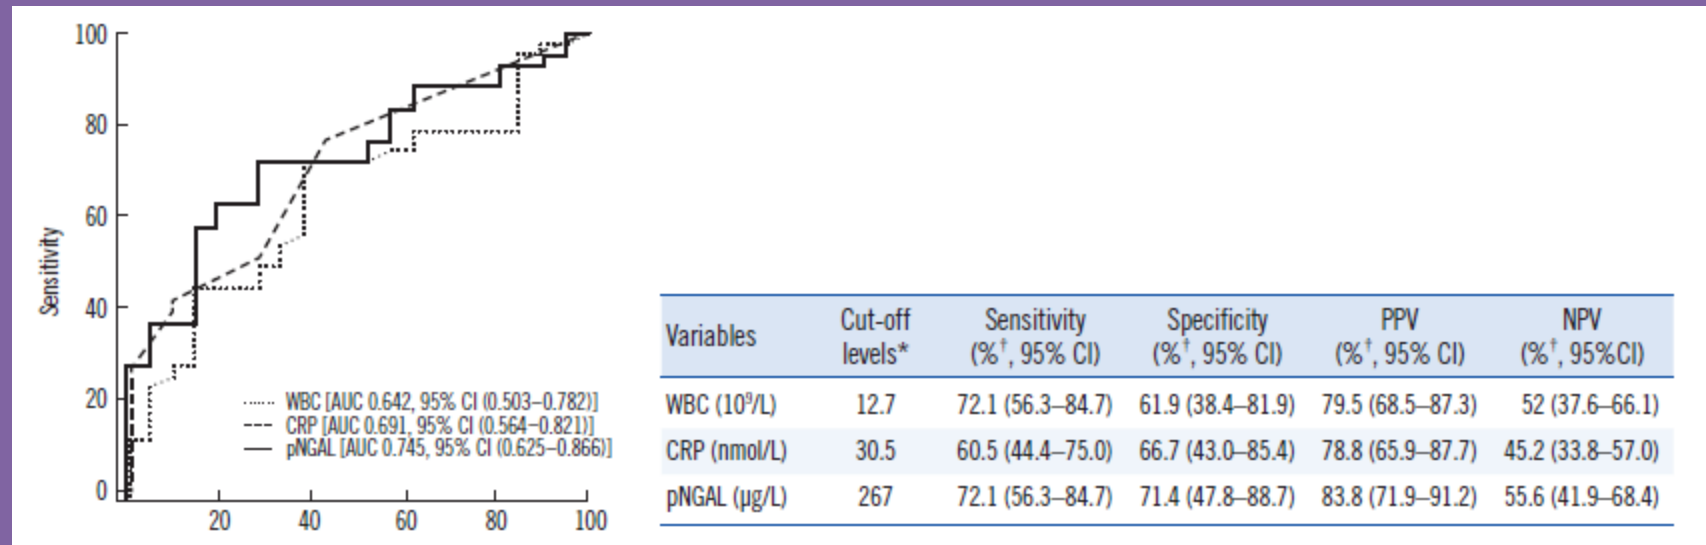 100
80
60
40
20
0
Sensitivity
WBC [AUC 0.642, 95% CI (0.503–0.782)]
CRP [AUC 0.691, 95% CI (0.564–0.821)]
pNGAL [AUC 0.745, 95% CI (0.625–0.866)]
20 40 60 80 100
Variables Cut-off levels* Sensitivity (%†, 95% CI) Specificity (%†, 95% CI) PPV (%†, 95% CI) NPV (%†, 95%CI)
WBC (10⁹/L) 12.7 72.1 (56.3–84.7) 61.9 (38.4–81.9) 79.5 (68.5–87.3) 52 (37.6–66.1)
CRP (nmol/L) 30.5 60.5 (44.4–75.0) 66.7 (43.0–85.4) 78.8 (65.9–87.7) 45.2 (33.8–57.0)
pNGAL (µg/L) 267 72.1 (56.3–84.7) 71.4 (47.8–88.7) 83.8 (71.9–91.2) 55.6 (41.9–68.4)